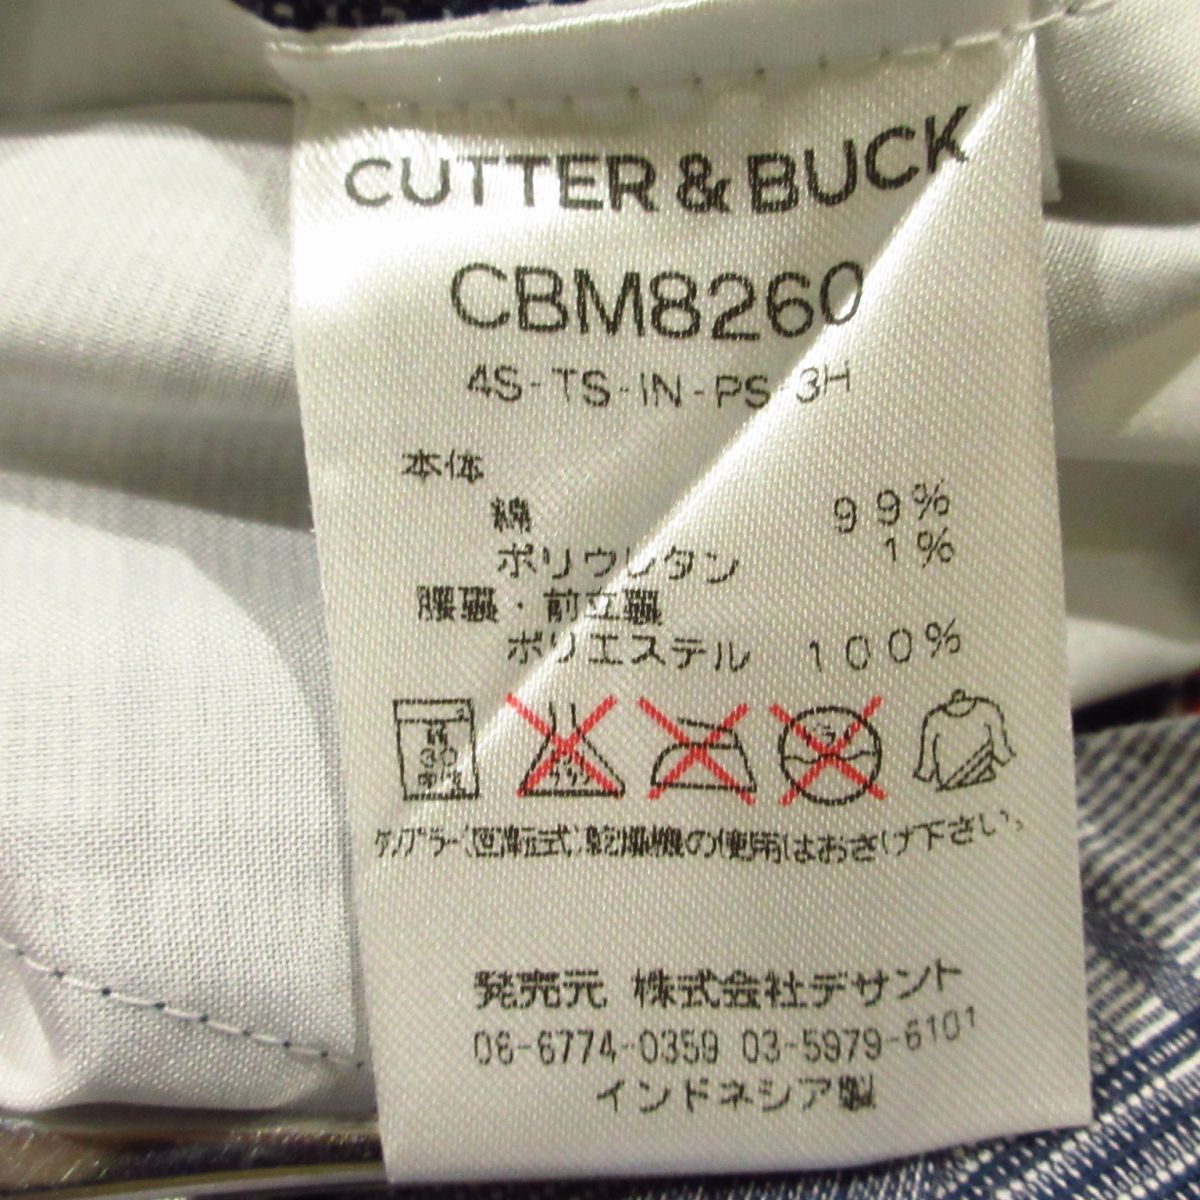 CUTTER & BUCK
CBM8260
4S-TS-IN-PS-3H
本体
綿 99%
ポリウレタン 1%
腰裏・前立裏
ポリエステル 100%
30
タンブラー(回転式)乾燥機の使用はおさけ下さい。
発売元 株式会社デサント
06-6774-0359 03-5979-6101
インドネシア製